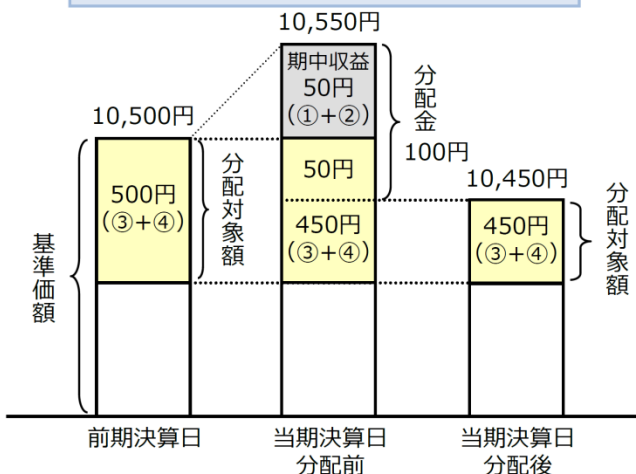 10,550円
期中収益
50円
(①+②)
分配金
100円
10,500円
500円
(③+④)
分配対象額
50円
450円
(③+④)
10,450円
450円
(③+④)
分配対象額
基準価額
前期決算日
当期決算日
分配前
当期決算日
分配後